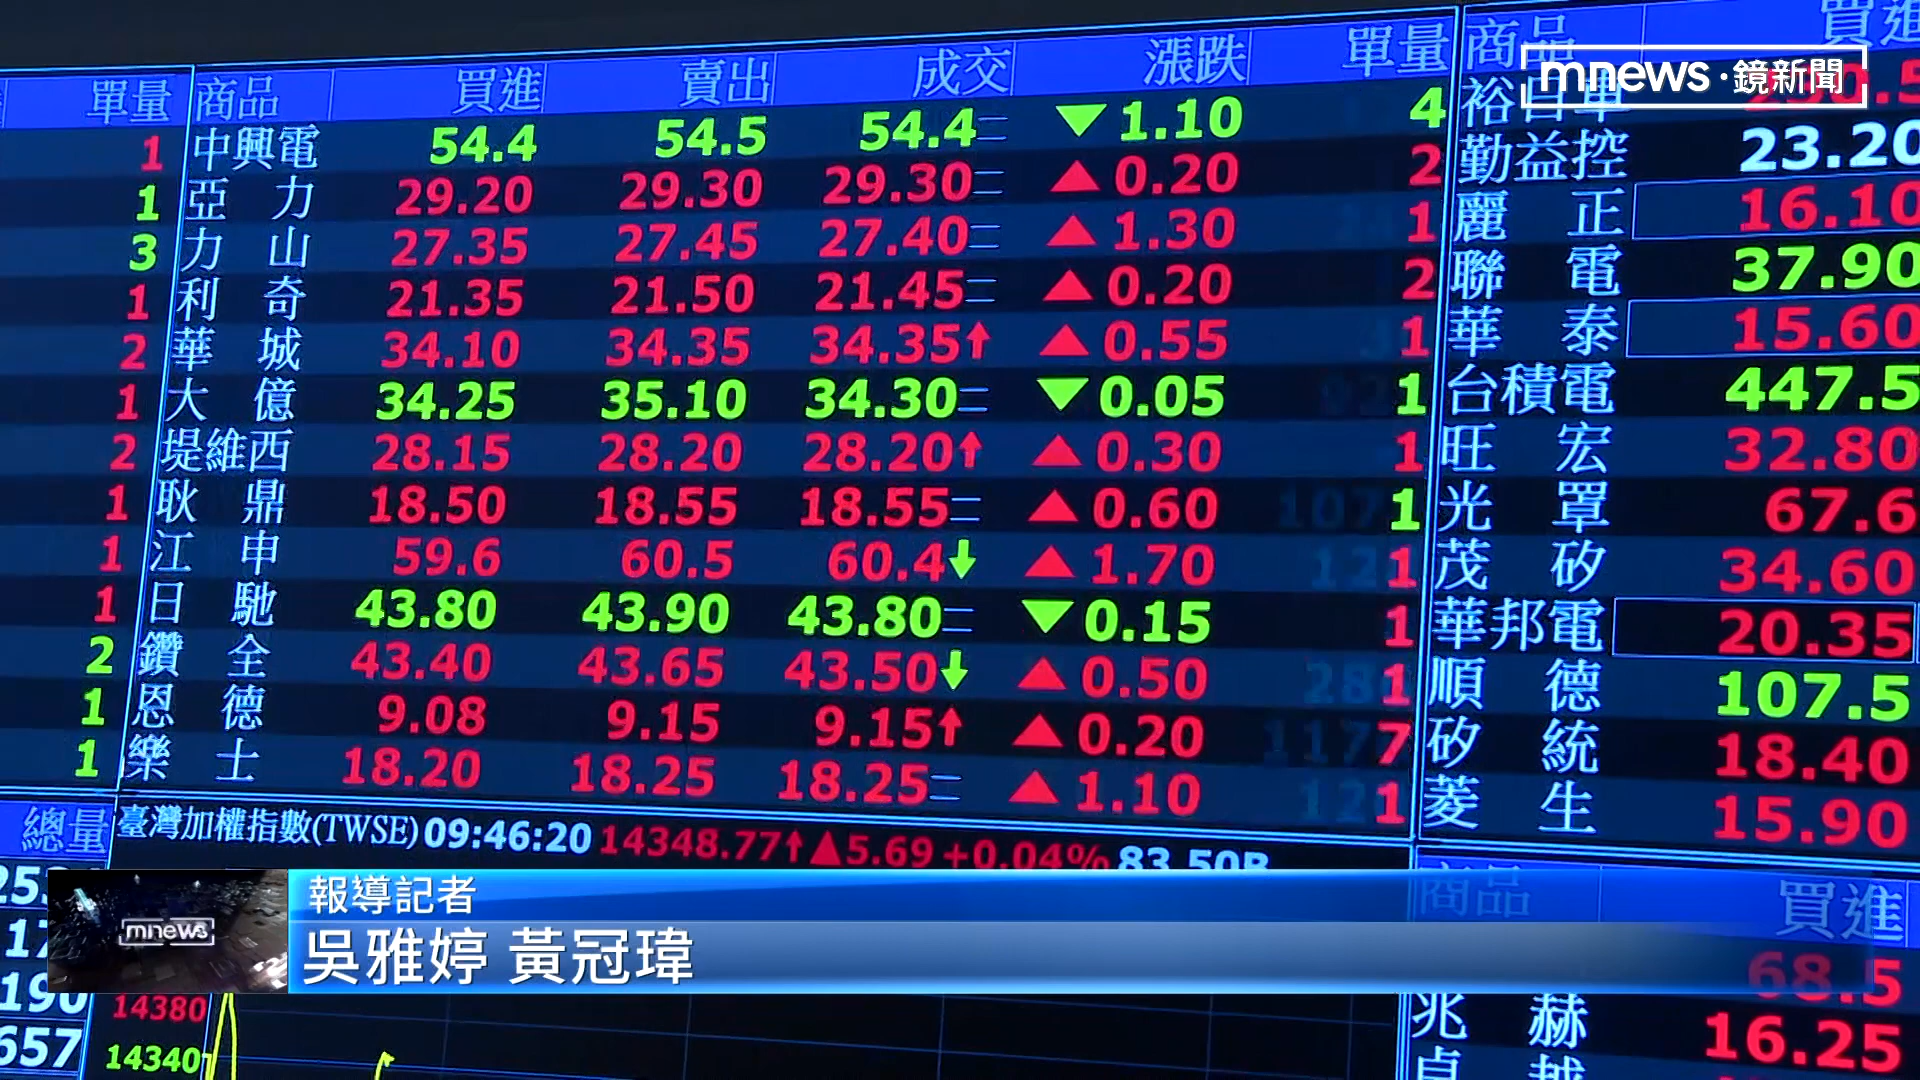 mnews·鏡新聞
單量 商品 買進 賣出 成交 漲跌 單量 商品 買進
1 中興電 54.4 54.5 54.4 ▼1.10 4 裕日車
1 亞力 29.20 29.30 29.30 ▲0.20 2 勤益控 23.20
3 力山 27.35 27.45 27.40 ▲1.30 1 麗正 16.10
1 利奇 21.35 21.50 21.45 ▲0.20 2 聯電 37.90
2 華城 34.10 34.35 34.35↑ ▲0.55 1 華泰 15.60
1 大億 34.25 35.10 34.30 ▼0.05 1 台積電 447.5
2 堤維西 28.15 28.20 28.20↑ ▲0.30 1 旺宏 32.80
1 耿鼎 18.50 18.55 18.55 ▲0.60 1 光罩 67.6
1 江申 59.6 60.5 60.4↓ ▲1.70 1 茂矽 34.60
1 日馳 43.80 43.90 43.80 ▼0.15 1 華邦電 20.35
2 鑽全 43.40 43.65 43.50↓ ▲0.50 1 順德 107.5
1 恩德 9.08 9.15 9.15↑ ▲0.20 7 矽統 18.40
1 樂士 18.20 18.25 18.25 ▲1.10 1 菱生 15.90
總量 臺灣加權指數(TWSE) 09:46:20 14348.77↑ ▲5.69 +0.04% 83.50B
商品 買進
報導記者
mnews
吳雅婷 黃冠瑋
68.5
190 14380 兆赫 16.25
657 14340